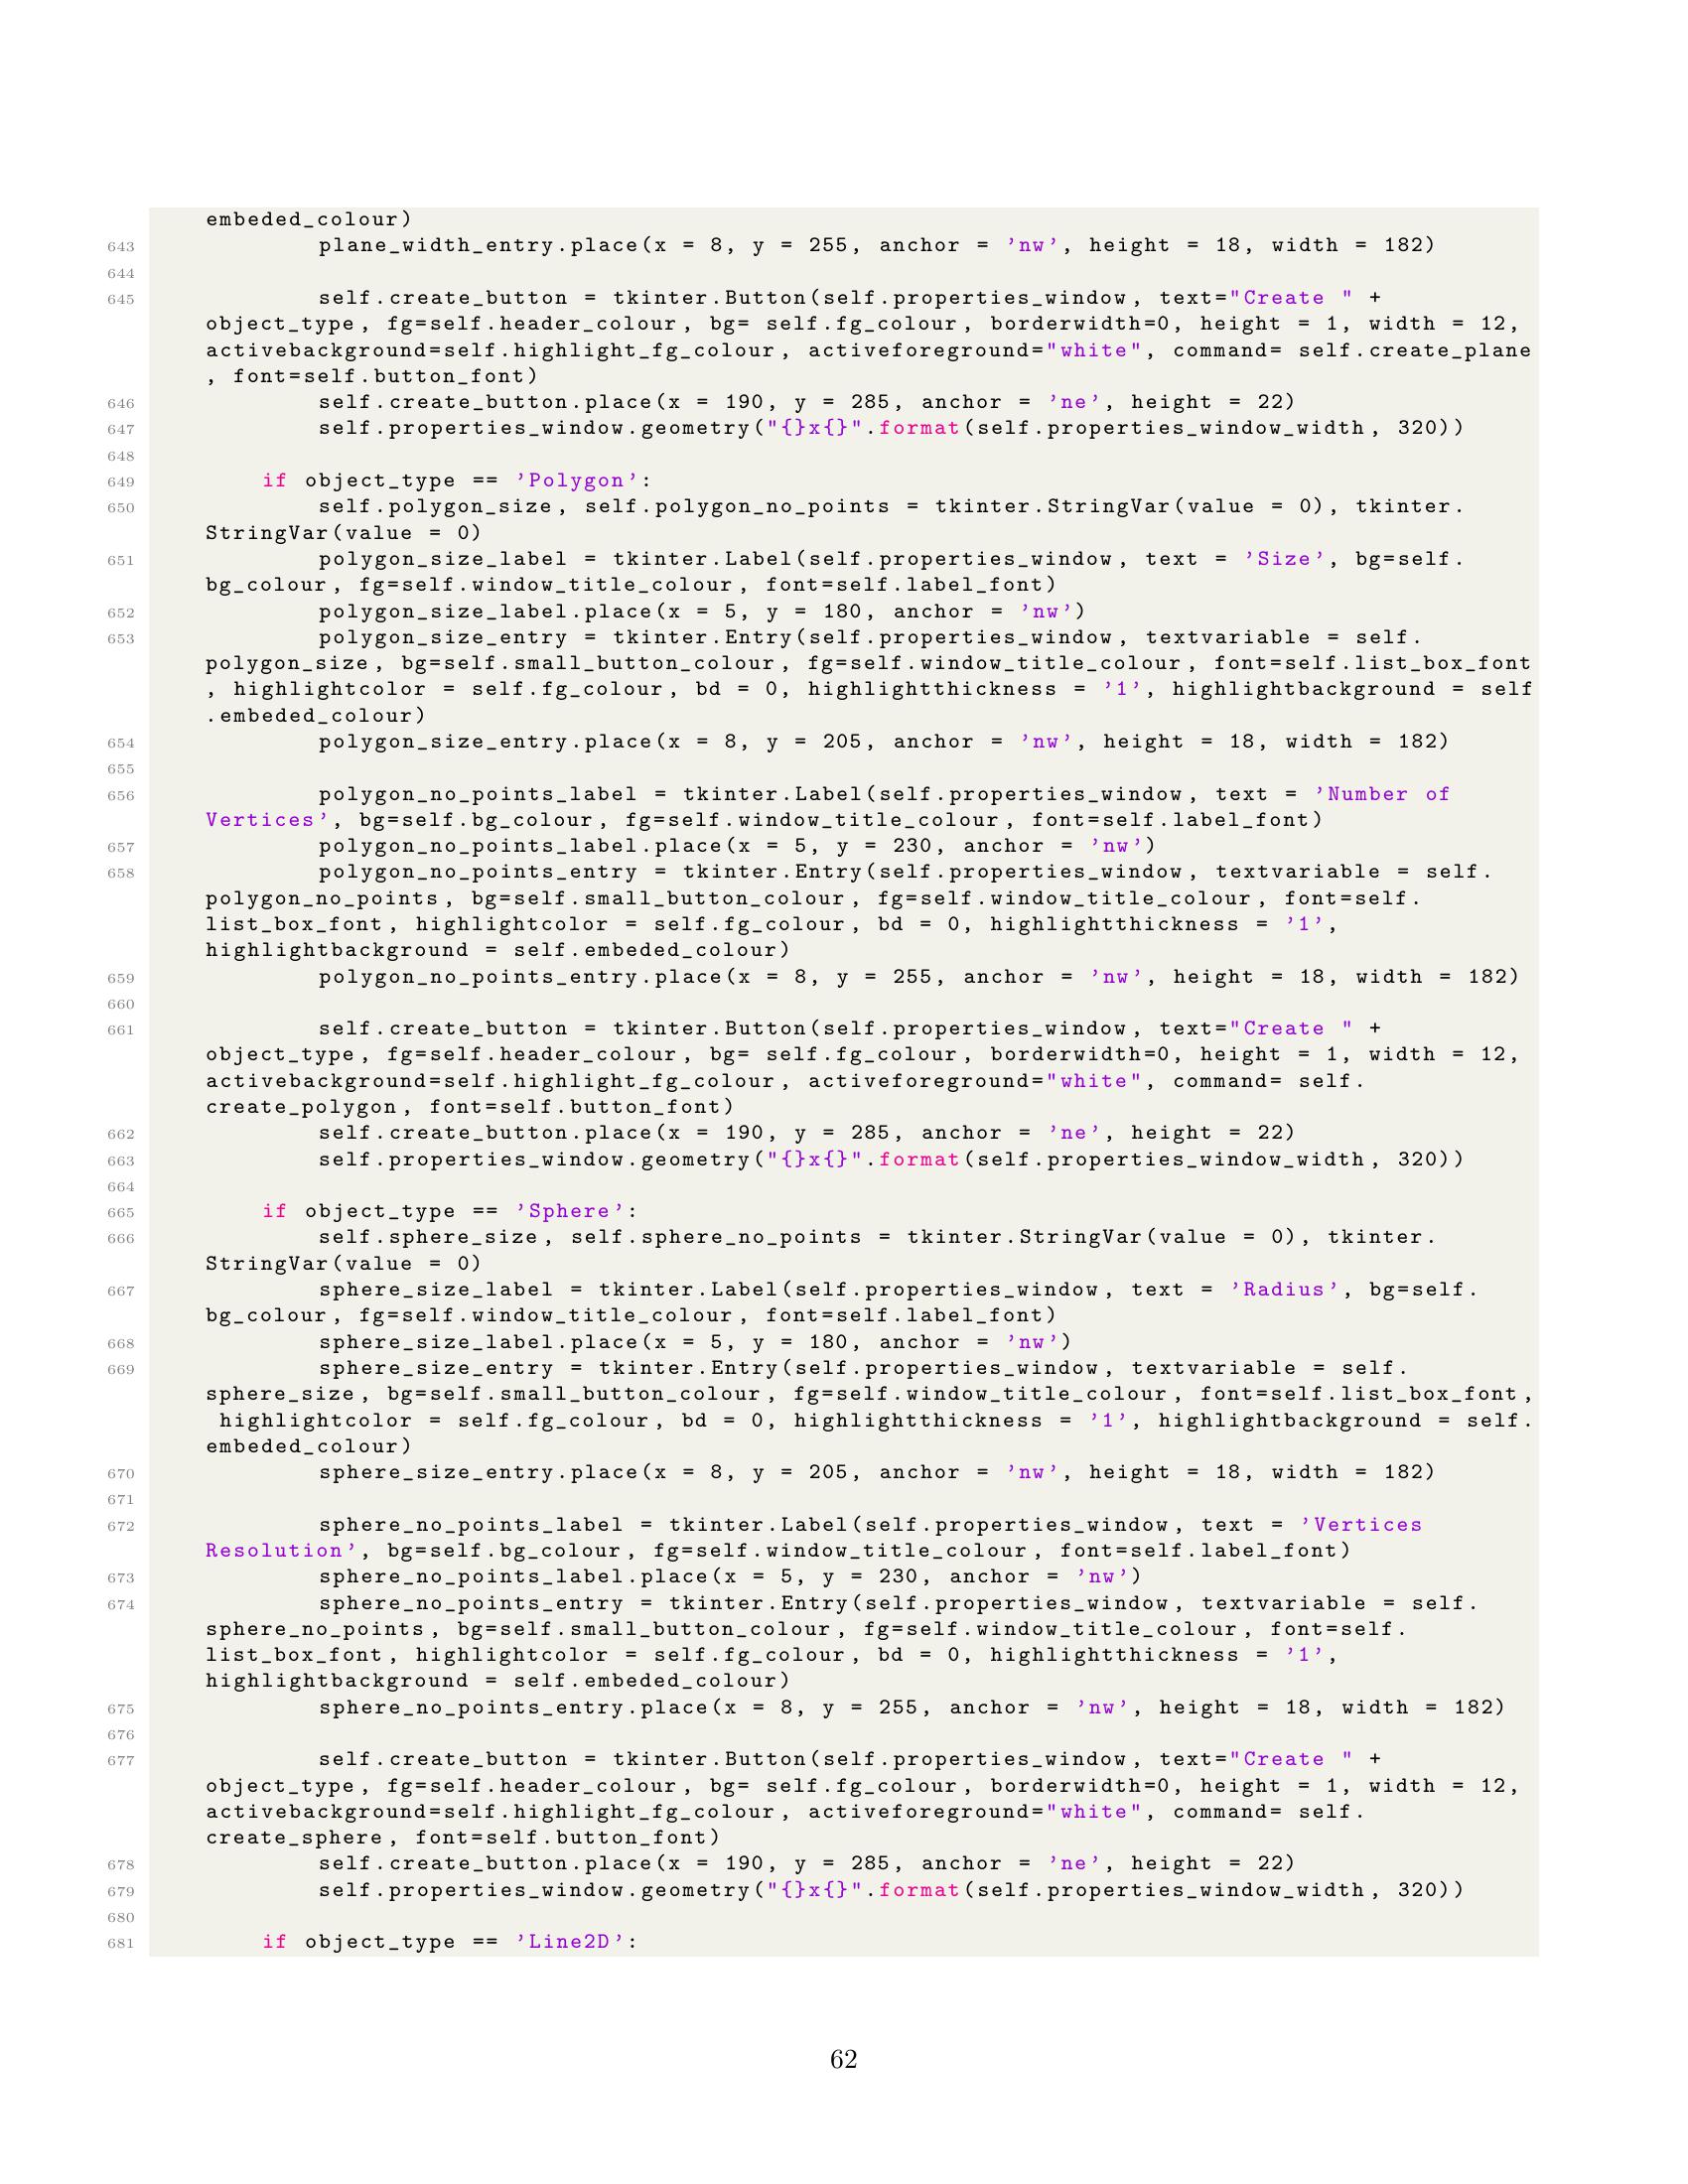 embeded_colour)
643 plane_width_entry.place(x = 8, y = 255, anchor = 'nw', height = 18, width = 182)
644
645 self.create_button = tkinter.Button(self.properties_window, text="Create " +
object_type, fg=self.header_colour, bg= self.fg_colour, borderwidth=0, height = 1, width = 12,
activebackground=self.highlight_fg_colour, activeforeground="white", command= self.create_plane
, font=self.button_font)
646 self.create_button.place(x = 190, y = 285, anchor = 'ne', height = 22)
647 self.properties_window.geometry("{}x{}".format(self.properties_window_width, 320))
648
649 if object_type == 'Polygon':
650 self.polygon_size, self.polygon_no_points = tkinter.StringVar(value = 0), tkinter.
StringVar(value = 0)
651 polygon_size_label = tkinter.Label(self.properties_window, text = 'Size', bg=self.
bg_colour, fg=self.window_title_colour, font=self.label_font)
652 polygon_size_label.place(x = 5, y = 180, anchor = 'nw')
653 polygon_size_entry = tkinter.Entry(self.properties_window, textvariable = self.
polygon_size, bg=self.small_button_colour, fg=self.window_title_colour, font=self.list_box_font
, highlightcolor = self.fg_colour, bd = 0, highlightthickness = '1', highlightbackground = self
.embeded_colour)
654 polygon_size_entry.place(x = 8, y = 205, anchor = 'nw', height = 18, width = 182)
655
656 polygon_no_points_label = tkinter.Label(self.properties_window, text = 'Number of
Vertices', bg=self.bg_colour, fg=self.window_title_colour, font=self.label_font)
657 polygon_no_points_label.place(x = 5, y = 230, anchor = 'nw')
658 polygon_no_points_entry = tkinter.Entry(self.properties_window, textvariable = self.
polygon_no_points, bg=self.small_button_colour, fg=self.window_title_colour, font=self.
list_box_font, highlightcolor = self.fg_colour, bd = 0, highlightthickness = '1',
highlightbackground = self.embeded_colour)
659 polygon_no_points_entry.place(x = 8, y = 255, anchor = 'nw', height = 18, width = 182)
660
661 self.create_button = tkinter.Button(self.properties_window, text="Create " +
object_type, fg=self.header_colour, bg= self.fg_colour, borderwidth=0, height = 1, width = 12,
activebackground=self.highlight_fg_colour, activeforeground="white", command= self.
create_polygon, font=self.button_font)
662 self.create_button.place(x = 190, y = 285, anchor = 'ne', height = 22)
663 self.properties_window.geometry("{}x{}".format(self.properties_window_width, 320))
664
665 if object_type == 'Sphere':
666 self.sphere_size, self.sphere_no_points = tkinter.StringVar(value = 0), tkinter.
StringVar(value = 0)
667 sphere_size_label = tkinter.Label(self.properties_window, text = 'Radius', bg=self.
bg_colour, fg=self.window_title_colour, font=self.label_font)
668 sphere_size_label.place(x = 5, y = 180, anchor = 'nw')
669 sphere_size_entry = tkinter.Entry(self.properties_window, textvariable = self.
sphere_size, bg=self.small_button_colour, fg=self.window_title_colour, font=self.list_box_font,
highlightcolor = self.fg_colour, bd = 0, highlightthickness = '1', highlightbackground = self.
embeded_colour)
670 sphere_size_entry.place(x = 8, y = 205, anchor = 'nw', height = 18, width = 182)
671
672 sphere_no_points_label = tkinter.Label(self.properties_window, text = 'Vertices
Resolution', bg=self.bg_colour, fg=self.window_title_colour, font=self.label_font)
673 sphere_no_points_label.place(x = 5, y = 230, anchor = 'nw')
674 sphere_no_points_entry = tkinter.Entry(self.properties_window, textvariable = self.
sphere_no_points, bg=self.small_button_colour, fg=self.window_title_colour, font=self.
list_box_font, highlightcolor = self.fg_colour, bd = 0, highlightthickness = '1',
highlightbackground = self.embeded_colour)
675 sphere_no_points_entry.place(x = 8, y = 255, anchor = 'nw', height = 18, width = 182)
676
677 self.create_button = tkinter.Button(self.properties_window, text="Create " +
object_type, fg=self.header_colour, bg= self.fg_colour, borderwidth=0, height = 1, width = 12,
activebackground=self.highlight_fg_colour, activeforeground="white", command= self.
create_sphere, font=self.button_font)
678 self.create_button.place(x = 190, y = 285, anchor = 'ne', height = 22)
679 self.properties_window.geometry("{}x{}".format(self.properties_window_width, 320))
680
681 if object_type == 'Line2D':
62